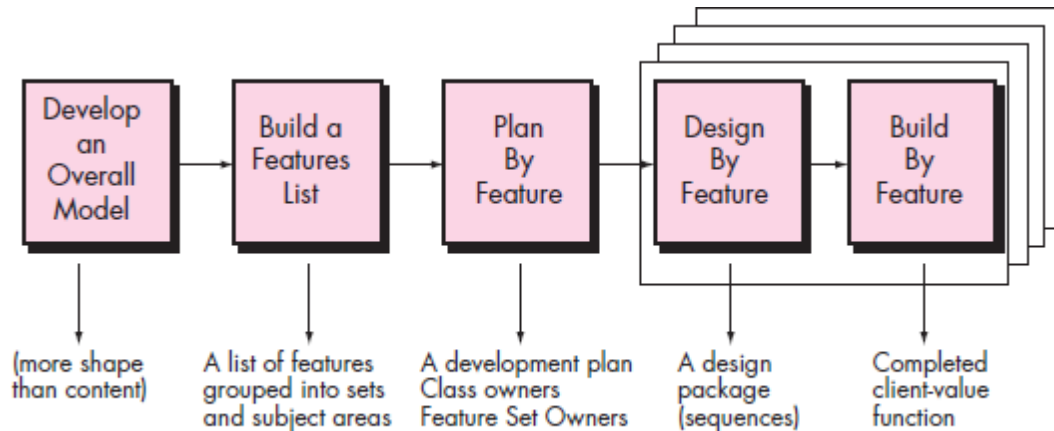 Develop
an
Overall
Model
Build a
Features
List
Plan
By
Feature
Design
By
Feature
Build
By
Feature
(more shape
than content)
A list of features
grouped into sets
and subject areas
A development plan
Class owners
Feature Set Owners
A design
package
(sequences)
Completed
client-value
function